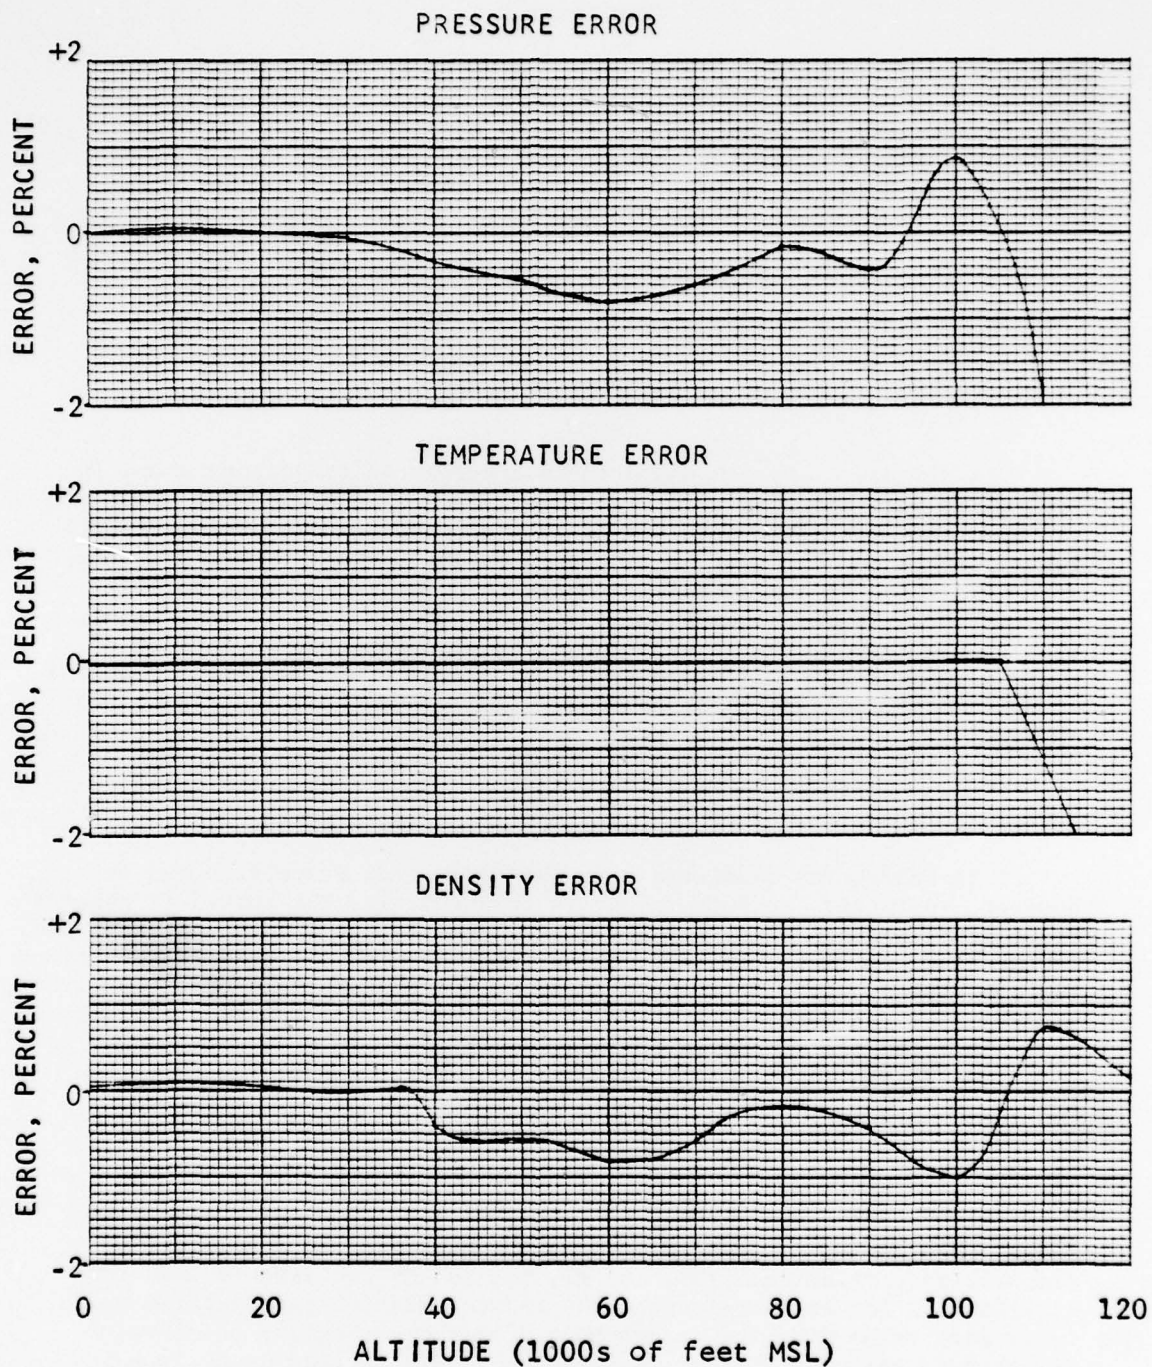 PRESSURE ERROR
+2
0
-2
ERROR, PERCENT
TEMPERATURE ERROR
+2
0
-2
ERROR, PERCENT
DENSITY ERROR
+2
0
-2
ERROR, PERCENT
0 20 40 60 80 100 120
ALTITUDE (1000s of feet MSL)